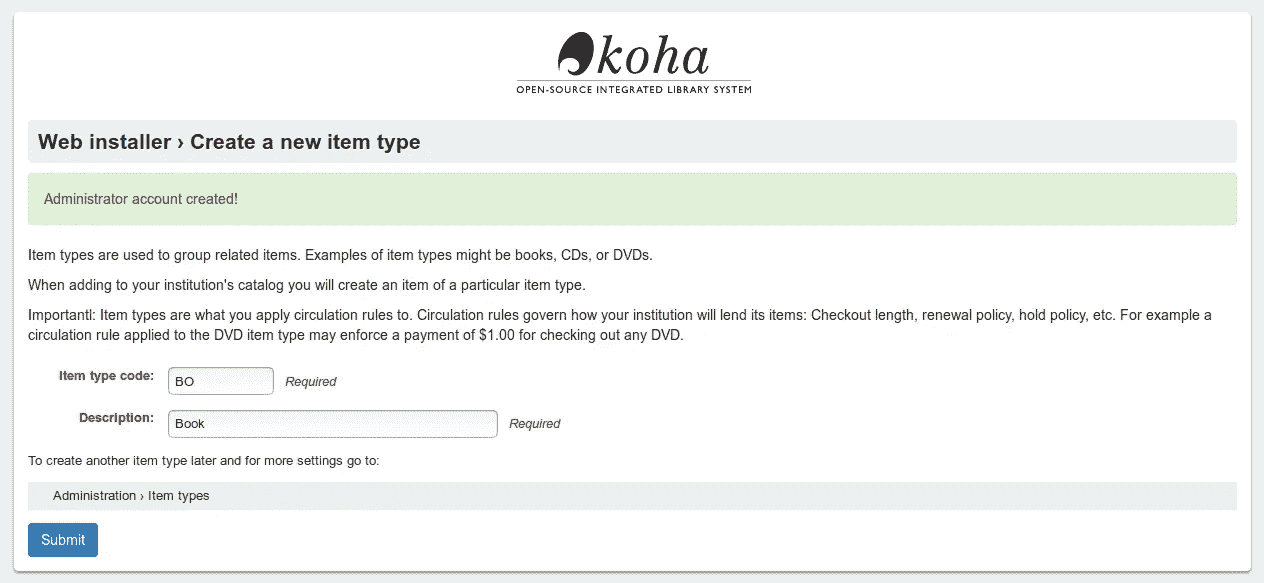 koha
OPEN-SOURCE INTEGRATED LIBRARY SYSTEM
Web installer › Create a new item type
Administrator account created!
Item types are used to group related items. Examples of item types might be books, CDs, or DVDs.
When adding to your institution's catalog you will create an item of a particular item type.
Importantl: Item types are what you apply circulation rules to. Circulation rules govern how your institution will lend its items: Checkout length, renewal policy, hold policy, etc. For example a
circulation rule applied to the DVD item type may enforce a payment of $1.00 for checking out any DVD.
Item type code: BO Required
Description: Book Required
To create another item type later and for more settings go to:
Administration › Item types
Submit